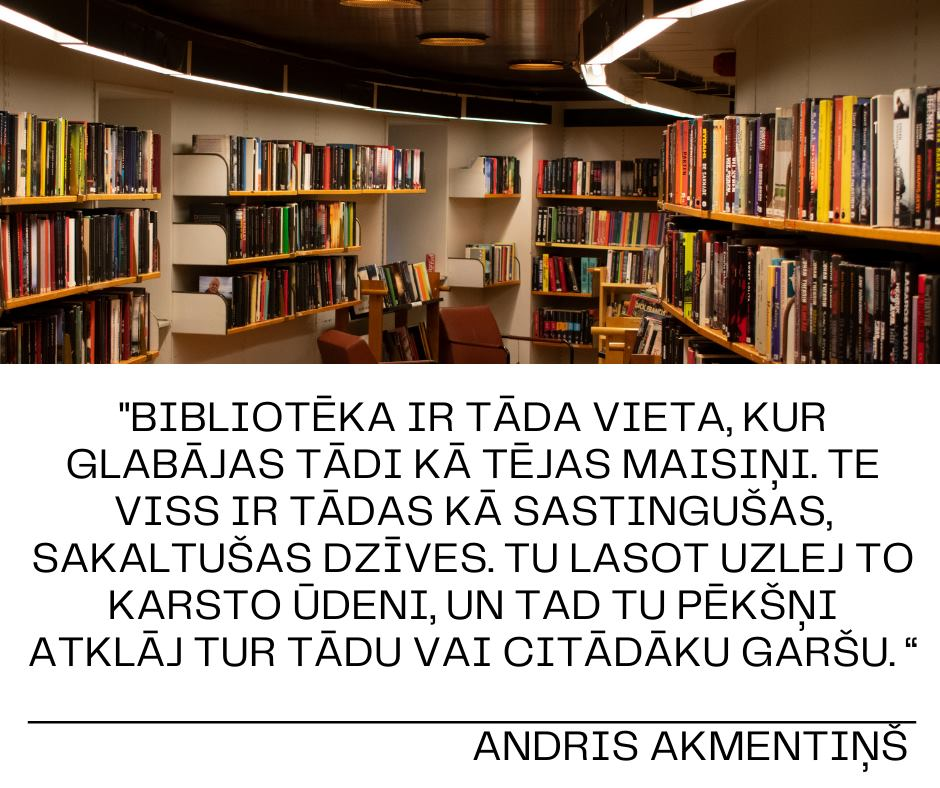 "BIBLIOTĒKA IR TĀDA VIETA, KUR
GLABĀJAS TĀDI KĀ TĒJAS MAISIŅI. TE
VISS IR TĀDAS KĀ SASTINGUŠAS,
SAKALTUŠAS DZĪVES. TU LASOT UZLEJ TO
KARSTO ŪDENI, UN TAD TU PĒKŠŅI
ATKLĀJ TUR TĀDU VAI CITĀDĀKU GARŠU. “
ANDRIS AKMENTIŅŠ